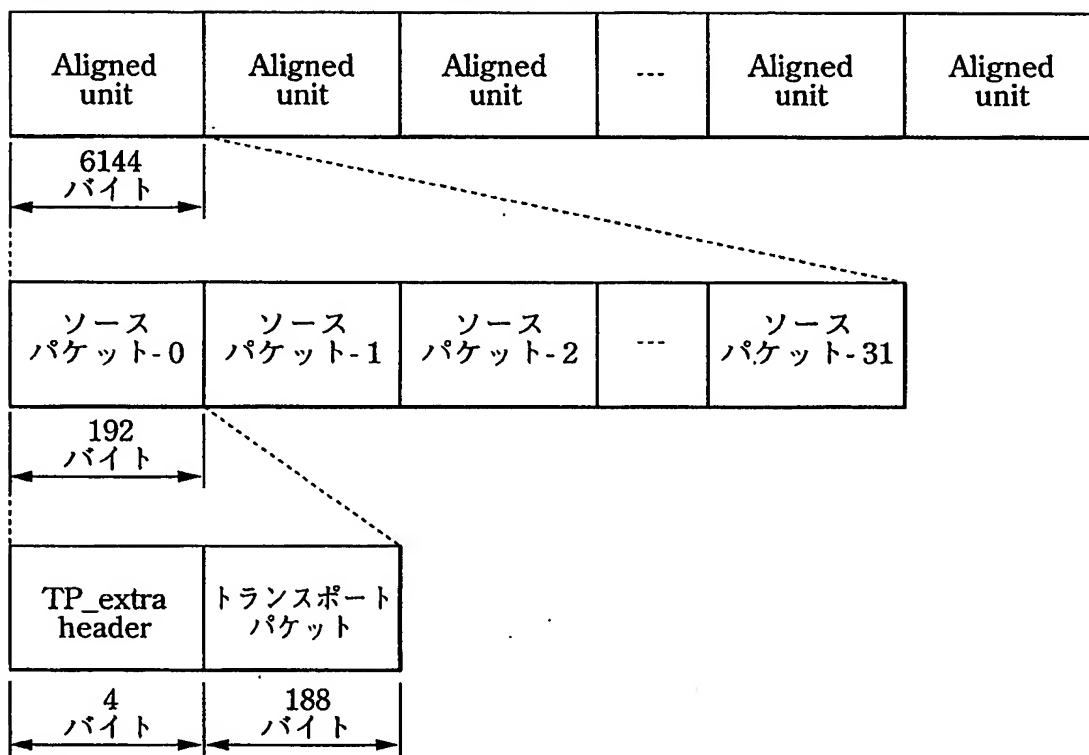 Aligned
unit
Aligned
unit
Aligned
unit
---
Aligned
unit
Aligned
unit
6144
バイト
ソース
パケット-0
ソース
パケット-1
ソース
パケット-2
---
ソース
パケット-31
192
バイト
TP_extra
header
トランスポート
パケット
4
バイト
188
バイト